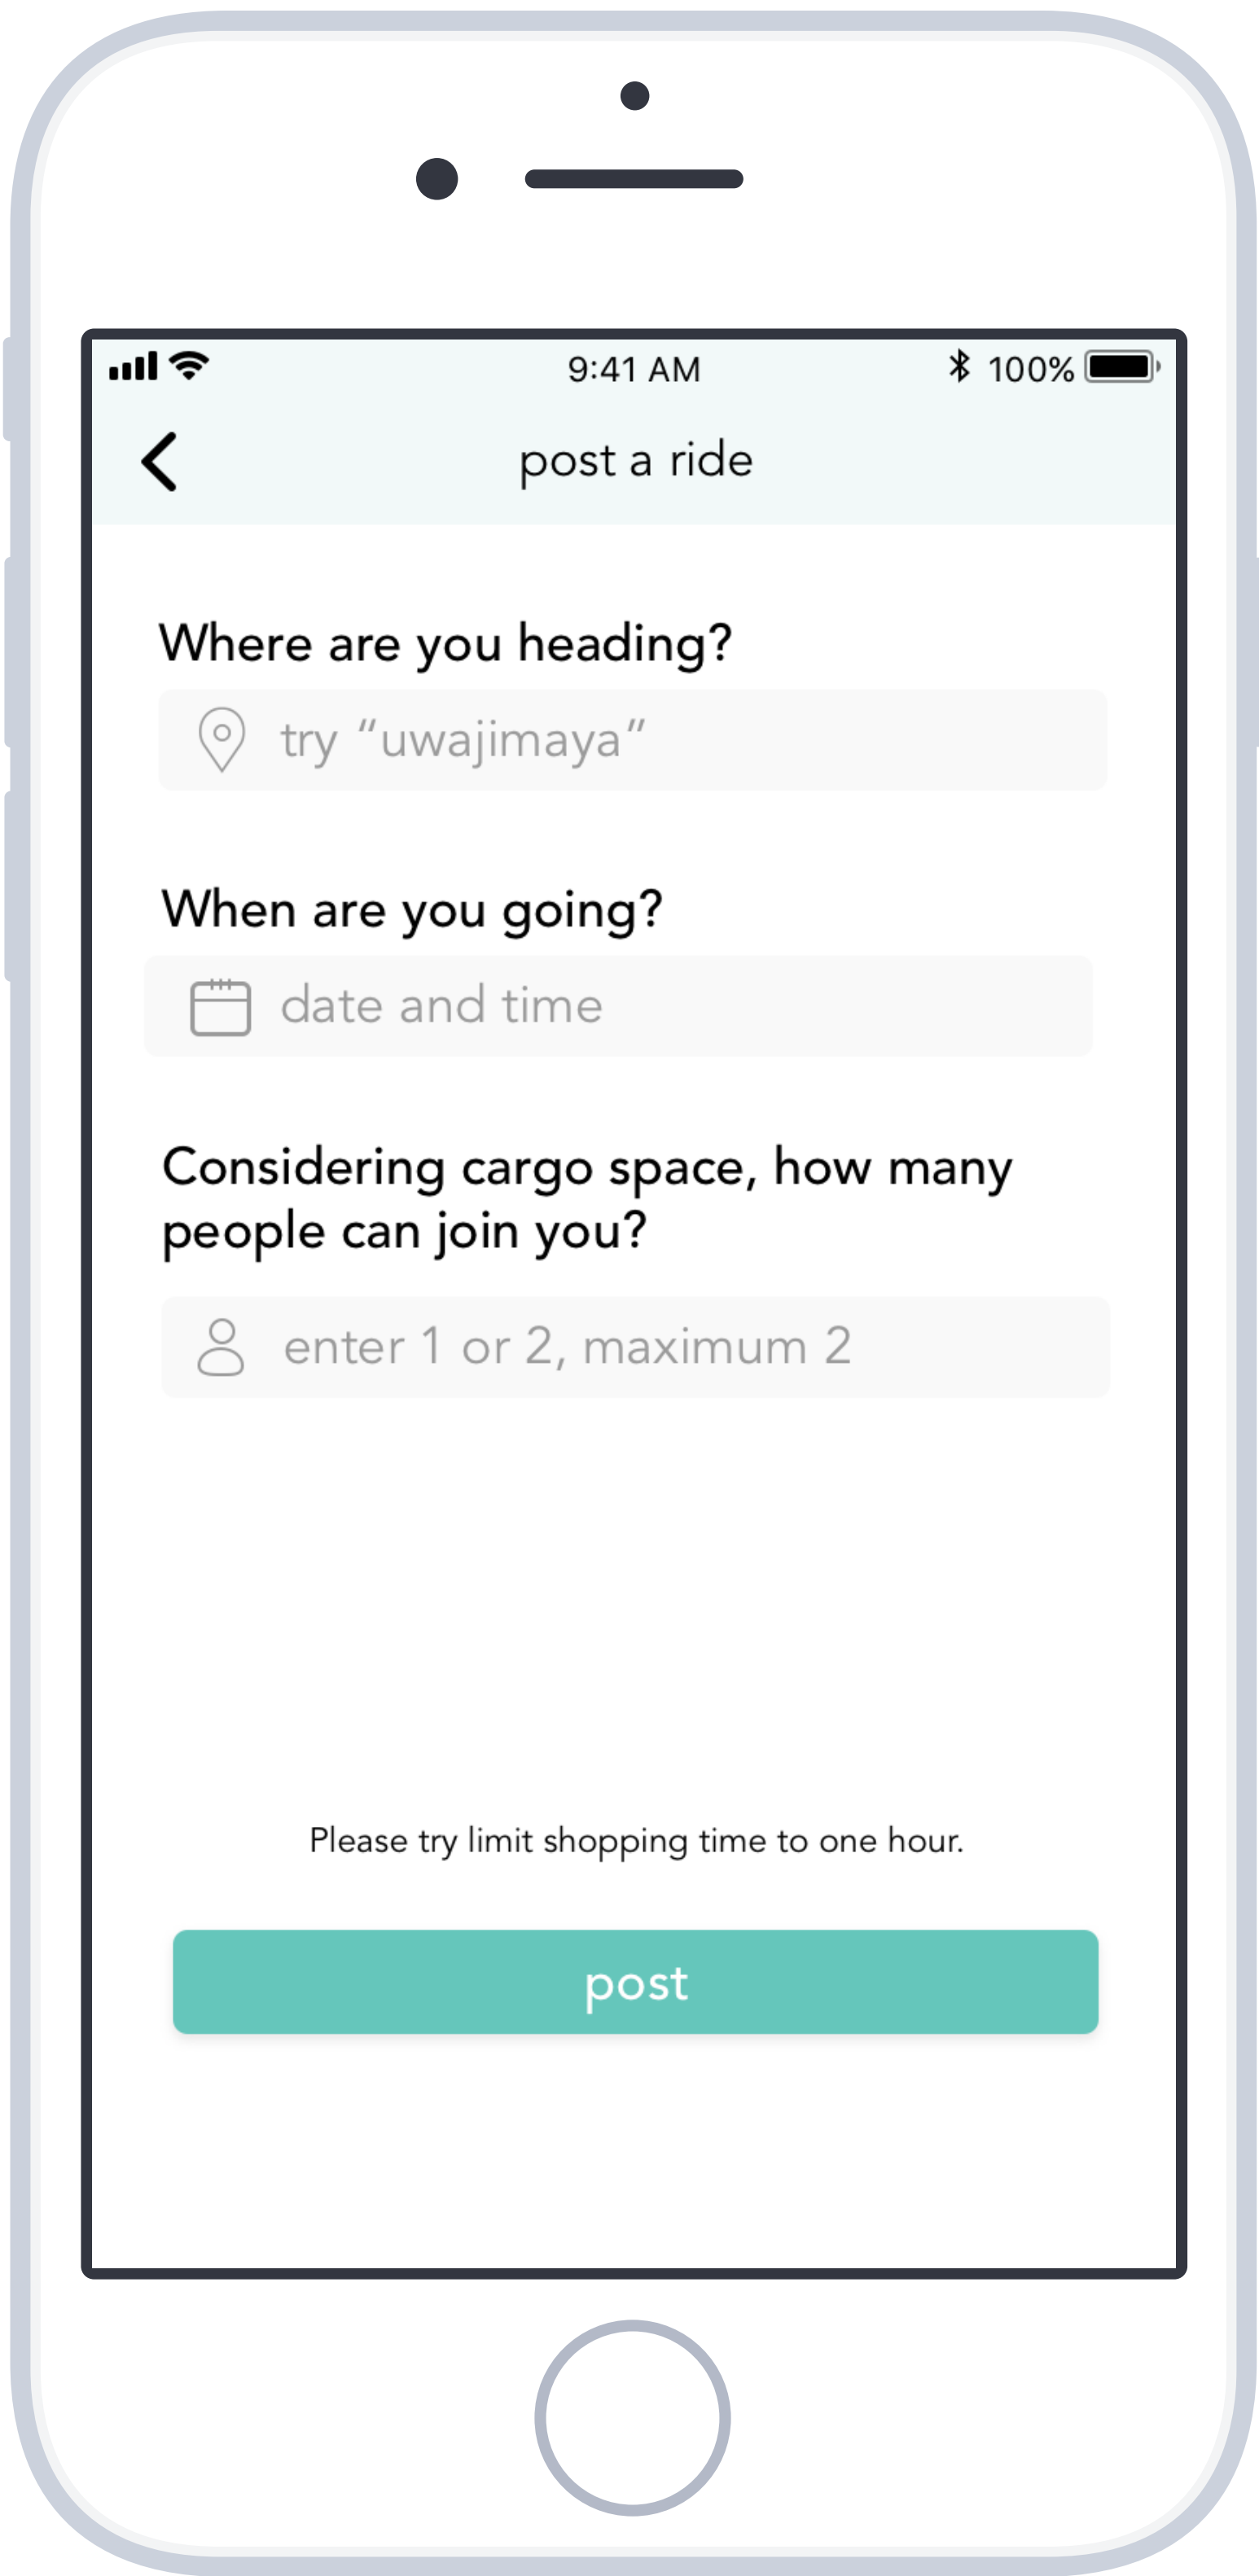 9:41 AM 100%
post a ride
Where are you heading?
try “uwajimaya”
When are you going?
date and time
Considering cargo space, how many
people can join you?
enter 1 or 2, maximum 2
Please try limit shopping time to one hour.
post